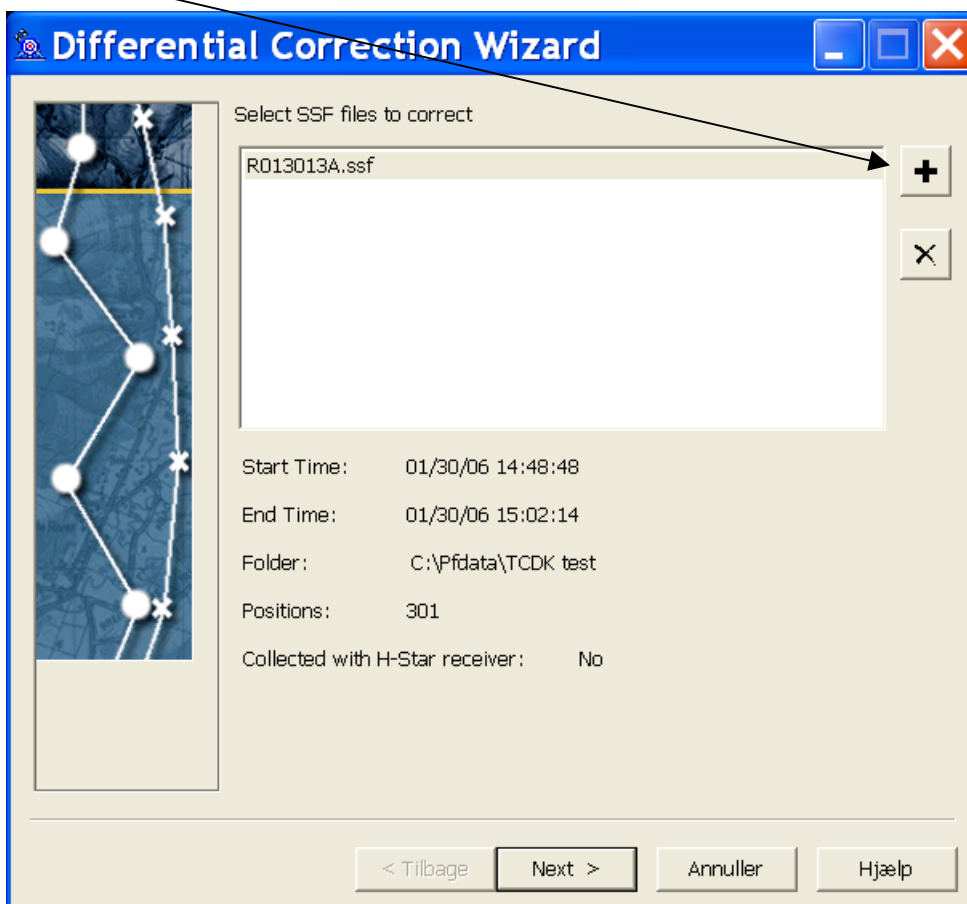 Differential Correction Wizard
Select SSF files to correct
R013013A.ssf
Start Time: 01/30/06 14:48:48
End Time: 01/30/06 15:02:14
Folder: C:\Pfdata\TCDK test
Positions: 301
Collected with H-Star receiver: No
< Tilbage Next > Annuller Hjælp